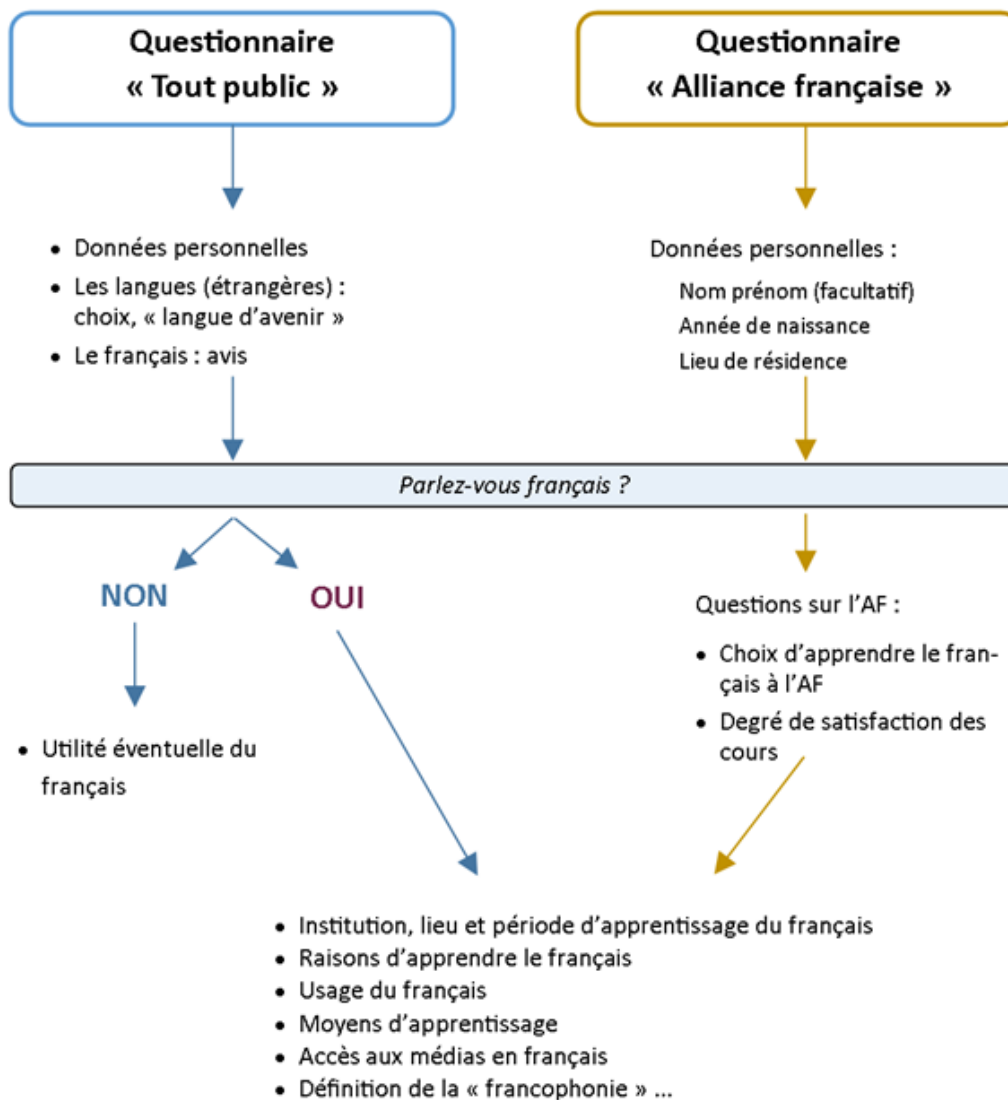 Questionnaire
« Tout public »
Questionnaire
« Alliance française »
• Données personnelles
• Les langues (étrangères) :
choix, « langue d’avenir »
• Le français : avis
Données personnelles :
Nom prénom (facultatif)
Année de naissance
Lieu de résidence
Parlez-vous français ?
NON
OUI
• Utilité éventuelle du
français
Questions sur l’AF :
• Choix d’apprendre le fran-
çais à l’AF
• Degré de satisfaction des
cours
• Institution, lieu et période d’apprentissage du français
• Raisons d’apprendre le français
• Usage du français
• Moyens d’apprentissage
• Accès aux médias en français
• Définition de la « francophonie » ...